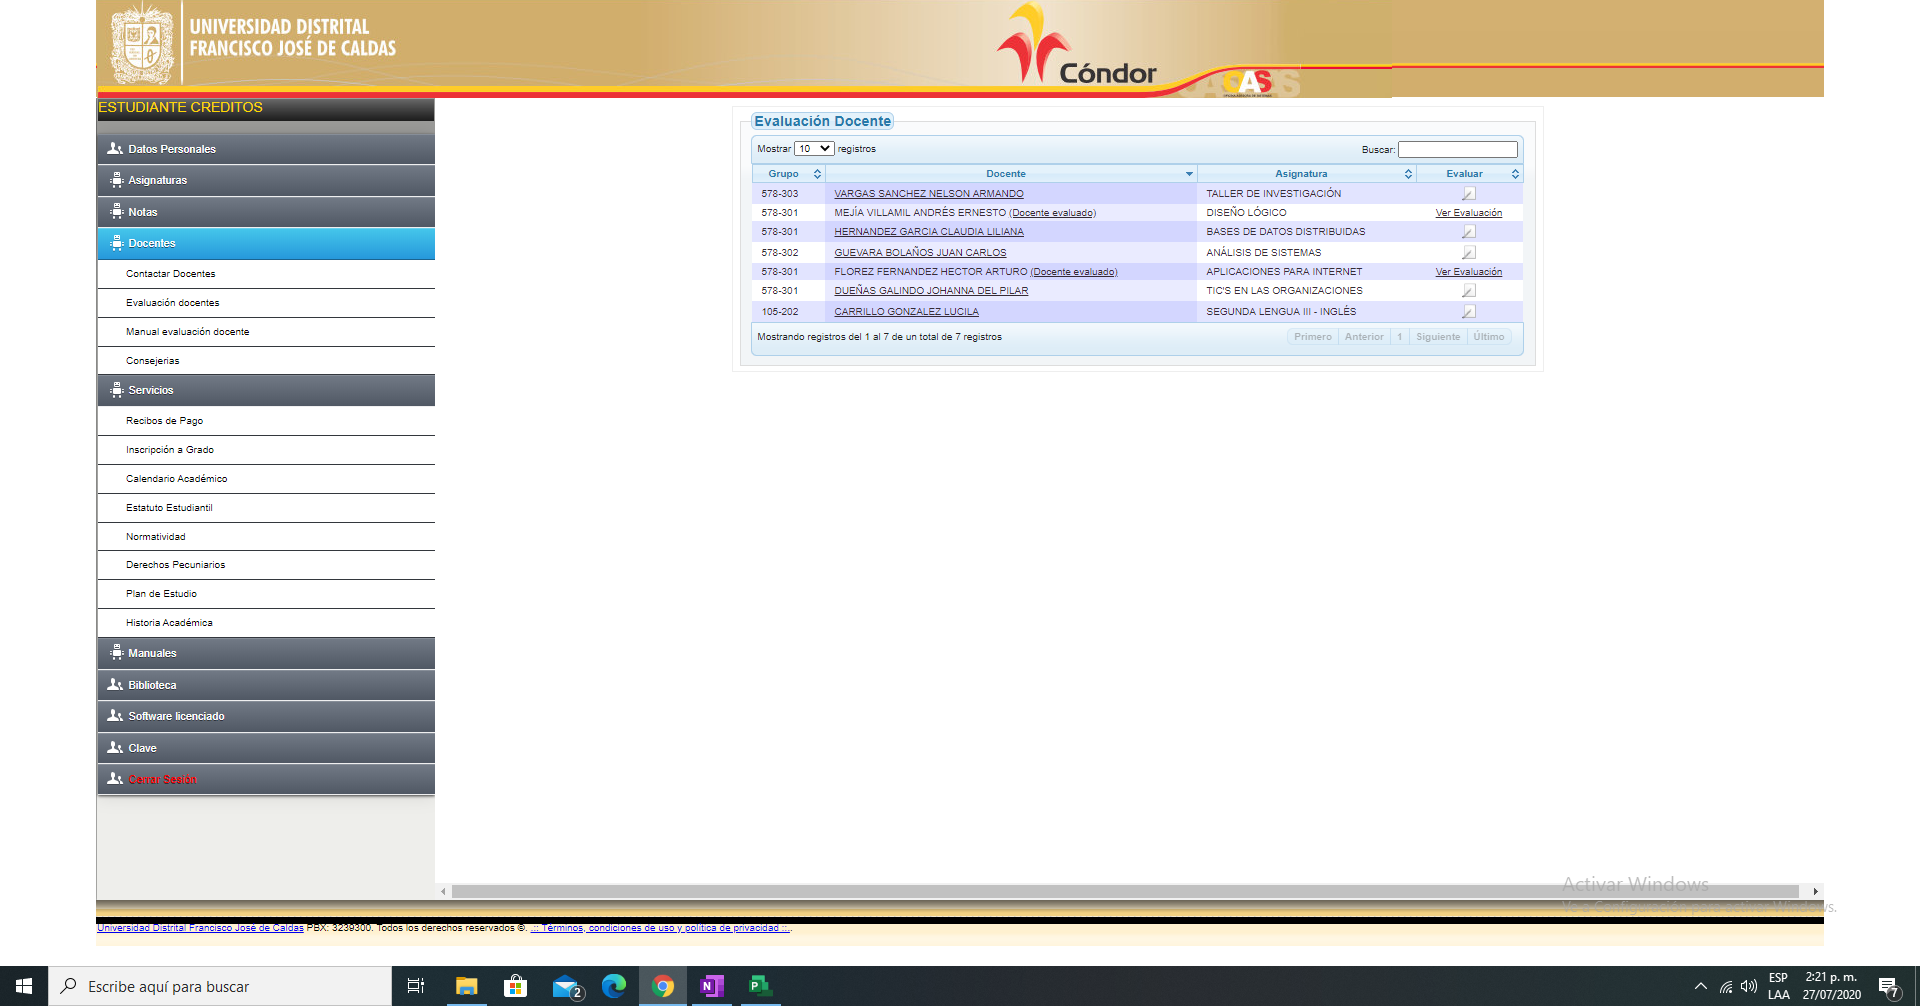 UNIVERSIDAD DISTRITAL
FRANCISCO JOSÉ DE CALDAS
Cóndor
OAS
ESTUDIANTE CREDITOS
Datos Personales
Asignaturas
Notas
Docentes
Contactar Docentes
Evaluación docentes
Manual evaluación docente
Consejerias
Servicios
Recibos de Pago
Inscripción a Grado
Calendario Académico
Estatuto Estudiantil
Normatividad
Derechos Pecuniarios
Plan de Estudio
Historia Académica
Manuales
Biblioteca
Software licenciado
Clave
Cerrar Sesión
Evaluación Docente
Mostrar 10 registros Buscar:
Grupo Docente Asignatura Evaluar
578-303 VARGAS SANCHEZ NELSON ARMANDO TALLER DE INVESTIGACIÓN
578-301 MEJÍA VILLAMIL ANDRÉS ERNESTO (Docente evaluado) DISEÑO LÓGICO Ver Evaluación
578-301 HERNANDEZ GARCIA CLAUDIA LILIANA BASES DE DATOS DISTRIBUIDAS
578-302 GUEVARA BOLAÑOS JUAN CARLOS ANÁLISIS DE SISTEMAS
578-301 FLOREZ FERNANDEZ HECTOR ARTURO (Docente evaluado) APLICACIONES PARA INTERNET Ver Evaluación
578-301 DUEÑAS GALINDO JOHANNA DEL PILAR TIC'S EN LAS ORGANIZACIONES
105-202 CARRILLO GONZALEZ LUCILA SEGUNDA LENGUA III - INGLÉS
Mostrando registros del 1 al 7 de un total de 7 registros Primero Anterior 1 Siguiente Último
Activar Windows
Ve a Configuración para activar Windows.
Universidad Distrital Francisco José de Caldas PBX: 3239300. Todos los derechos reservados ©. .:: Términos, condiciones de uso y política de privacidad ::.
Escribe aquí para buscar
2
N
P
ESP
LAA
2:21 p. m.
27/07/2020
7